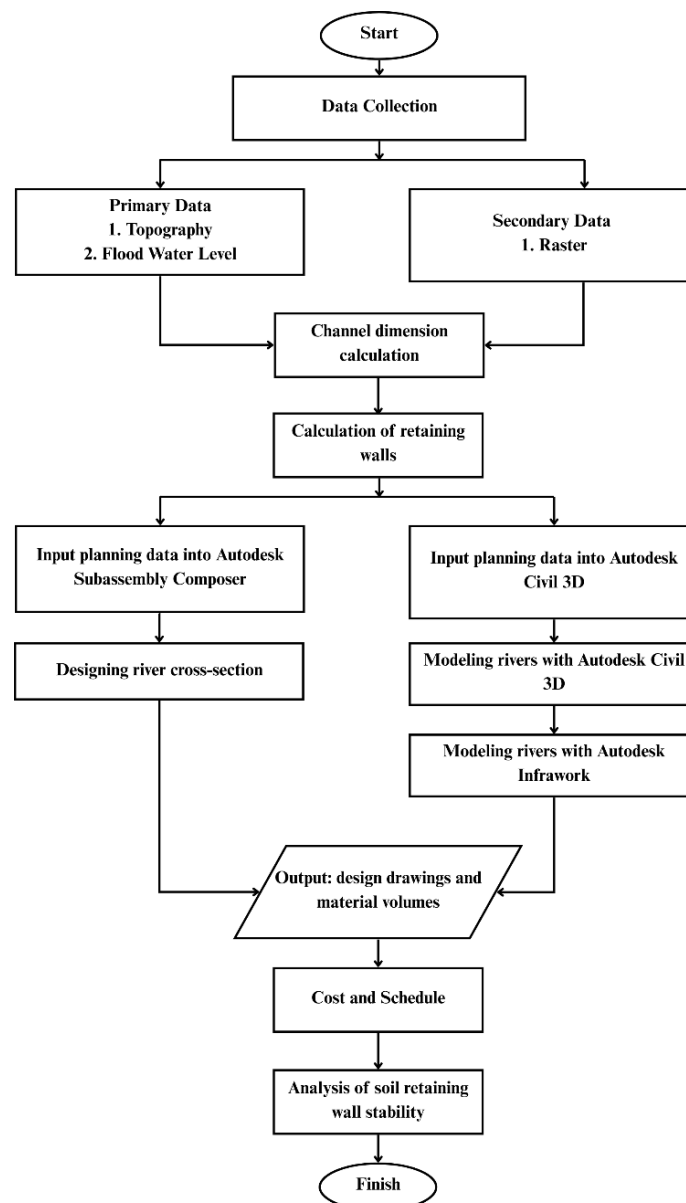 Start
Data Collection
Primary Data
1. Topography
2. Flood Water Level
Secondary Data
1. Raster
Channel dimension
calculation
Calculation of retaining
walls
Input planning data into Autodesk
Subassembly Composer
Input planning data into Autodesk
Civil 3D
Designing river cross-section
Modeling rivers with Autodesk Civil
3D
Modeling rivers with Autodesk
Infrawork
Output: design drawings and
material volumes
Cost and Schedule
Analysis of soil retaining
wall stability
Finish